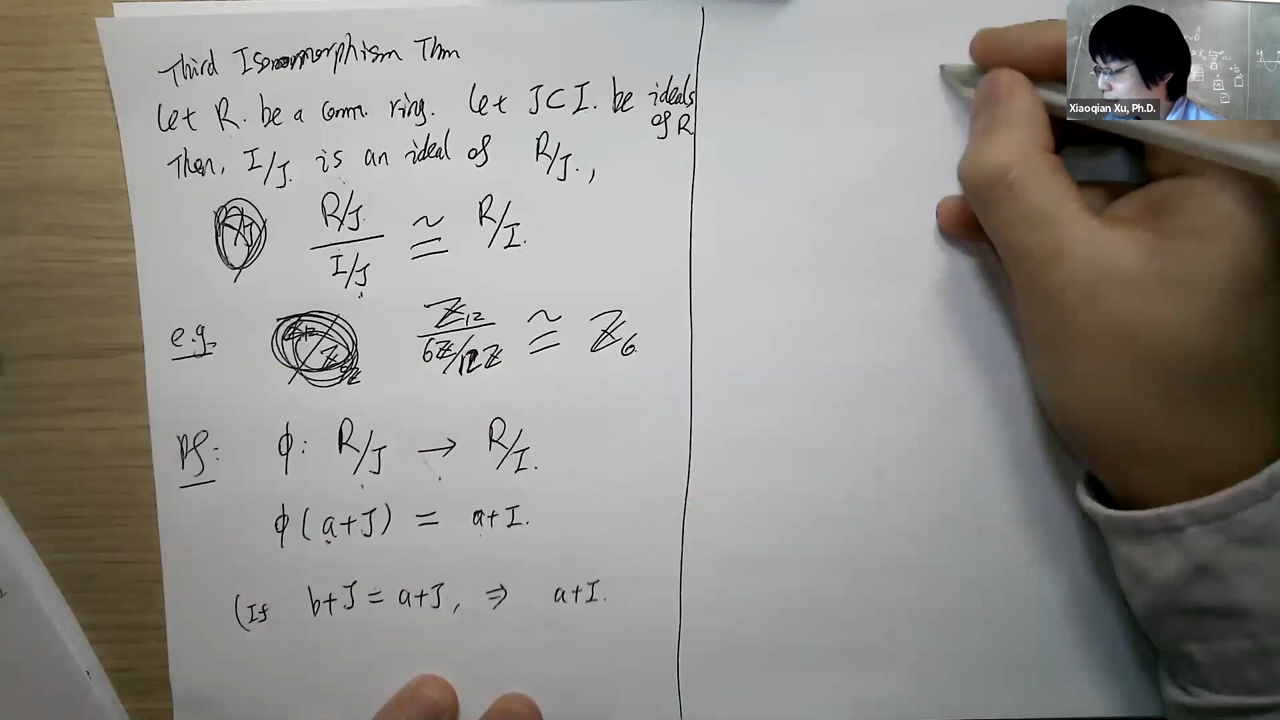 Third Isomorphism Thm
Let R. be a comm. ring. Let J⊂I. be ideals of R
Then, I/J. is an ideal of R/J.,
R/J / I/J ≅ R/I.
e.g. Z₁₂ / 6Z/12Z ≅ Z₆
Pf: ϕ: R/J → R/I.
ϕ(a+J) = a+I.
(If b+J = a+J, ⇒ a+I.
Xiaoqian Xu, Ph.D.